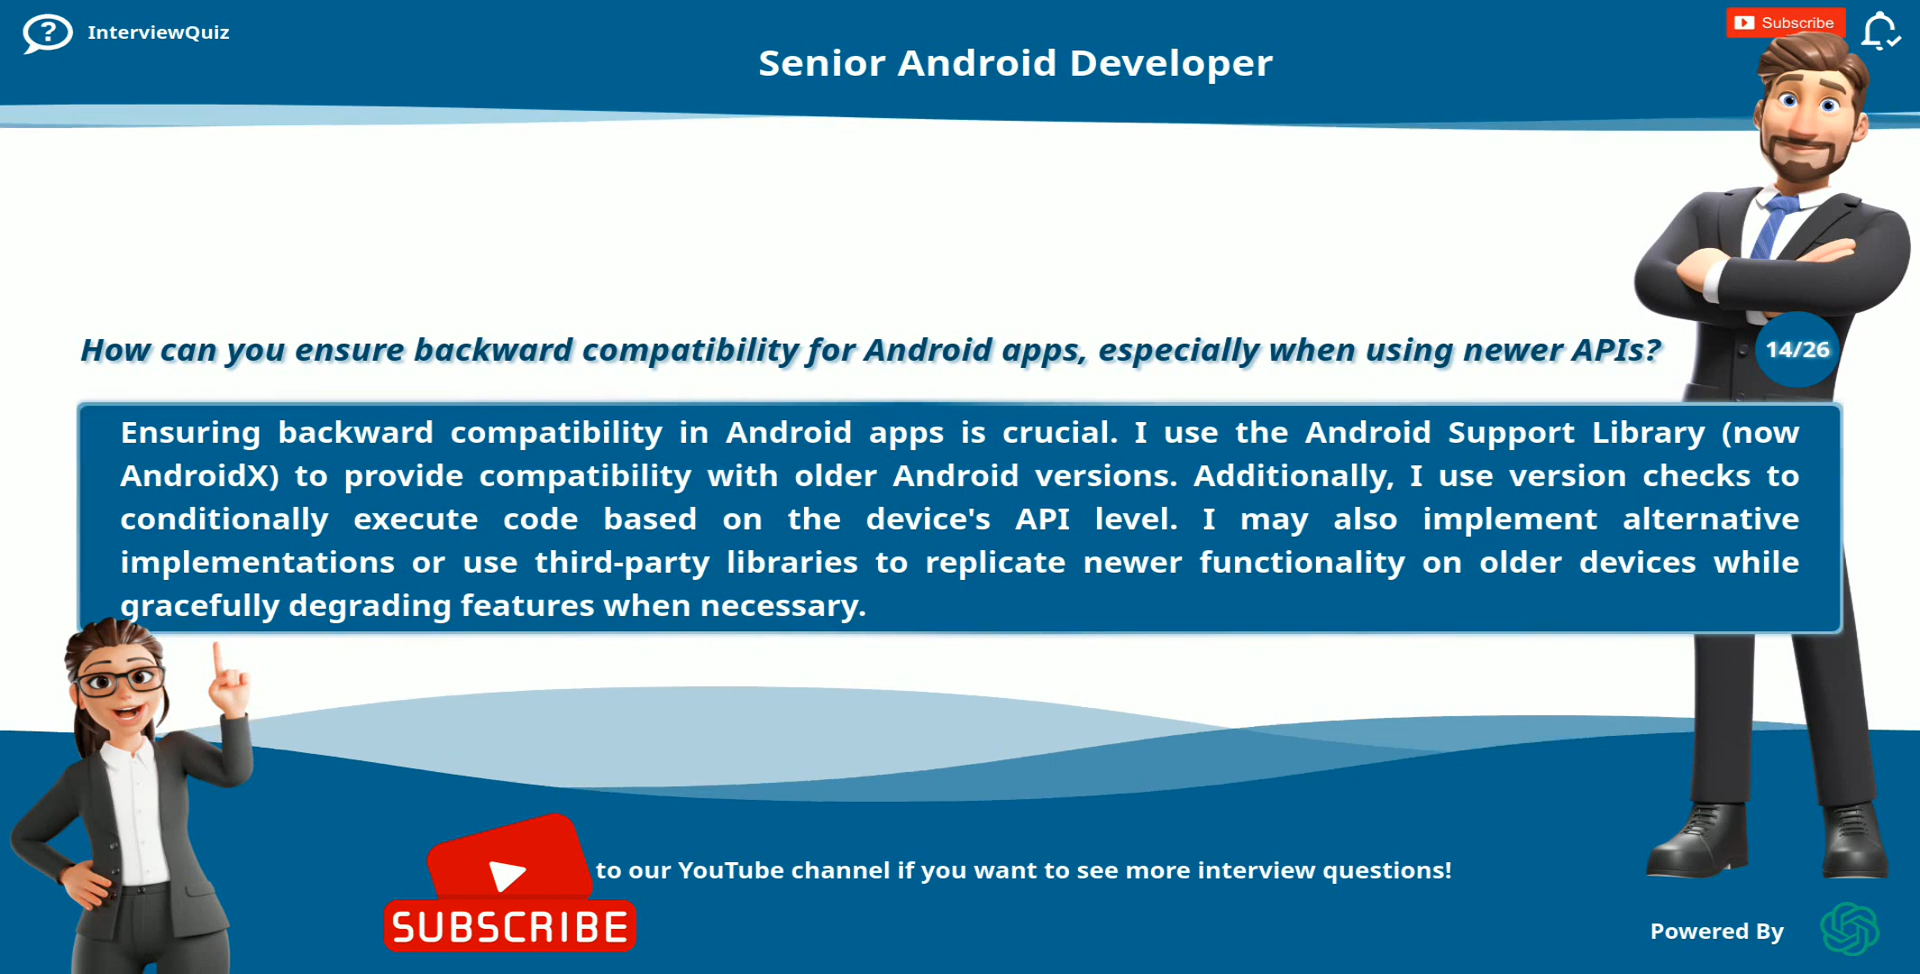 InterviewQuiz
Subscribe
Senior Android Developer
How can you ensure backward compatibility for Android apps, especially when using newer APIs?
14/26
Ensuring backward compatibility in Android apps is crucial. I use the Android Support Library (now
AndroidX) to provide compatibility with older Android versions. Additionally, I use version checks to
conditionally execute code based on the device's API level. I may also implement alternative
implementations or use third-party libraries to replicate newer functionality on older devices while
gracefully degrading features when necessary.
to our YouTube channel if you want to see more interview questions!
SUBSCRIBE
Powered By